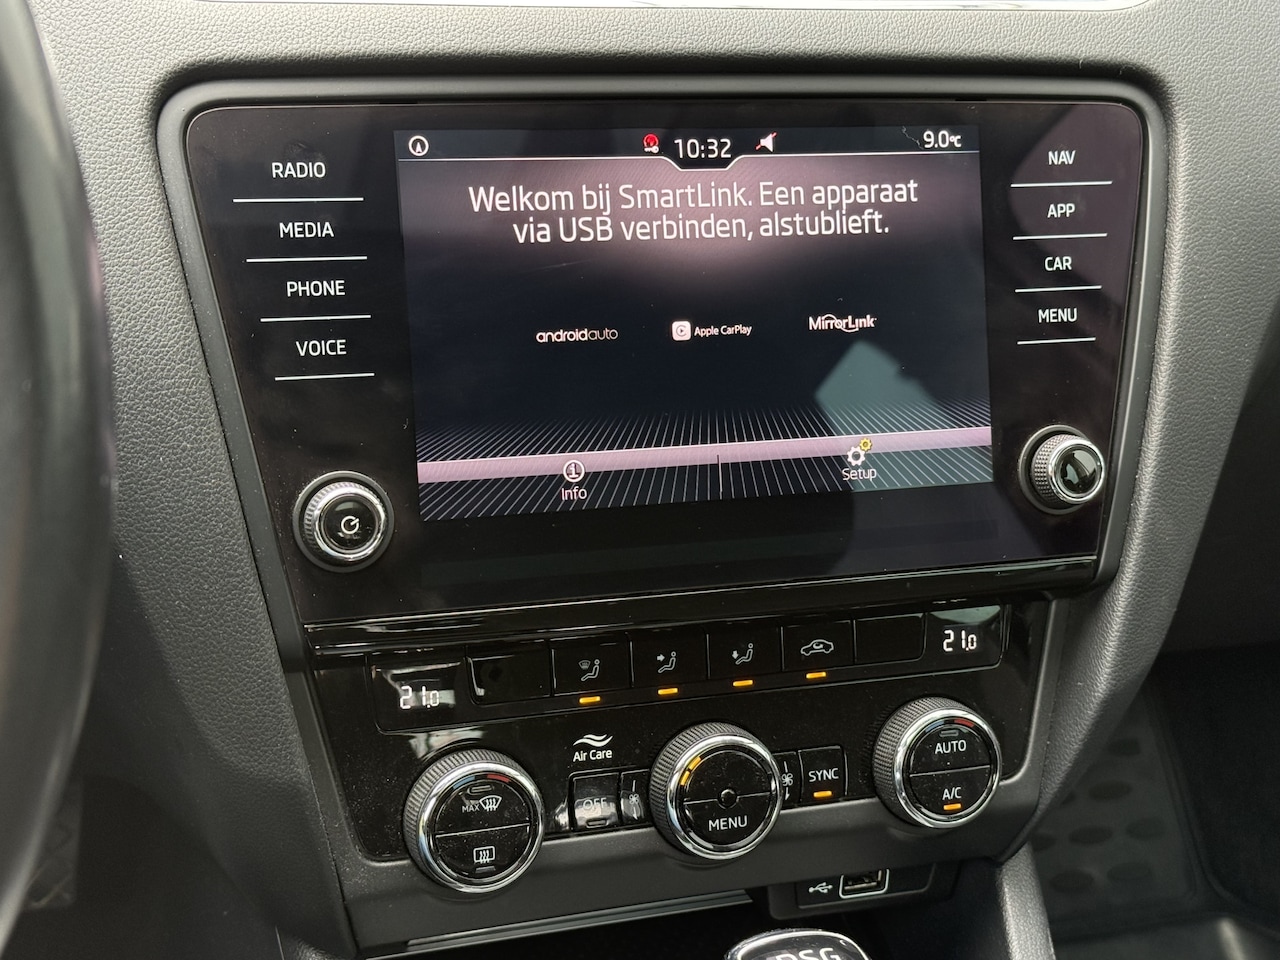 10:32
9.0°C
RADIO
MEDIA
PHONE
VOICE
Welkom bij SmartLink. Een apparaat
via USB verbinden, alstublieft.
androidauto
Apple CarPlay
MirrorLink
Info
Setup
NAV
APP
CAR
MENU
21.0
21.0
Air Care
MAX
OFF
MENU
SYNC
AUTO
A/C
DSG